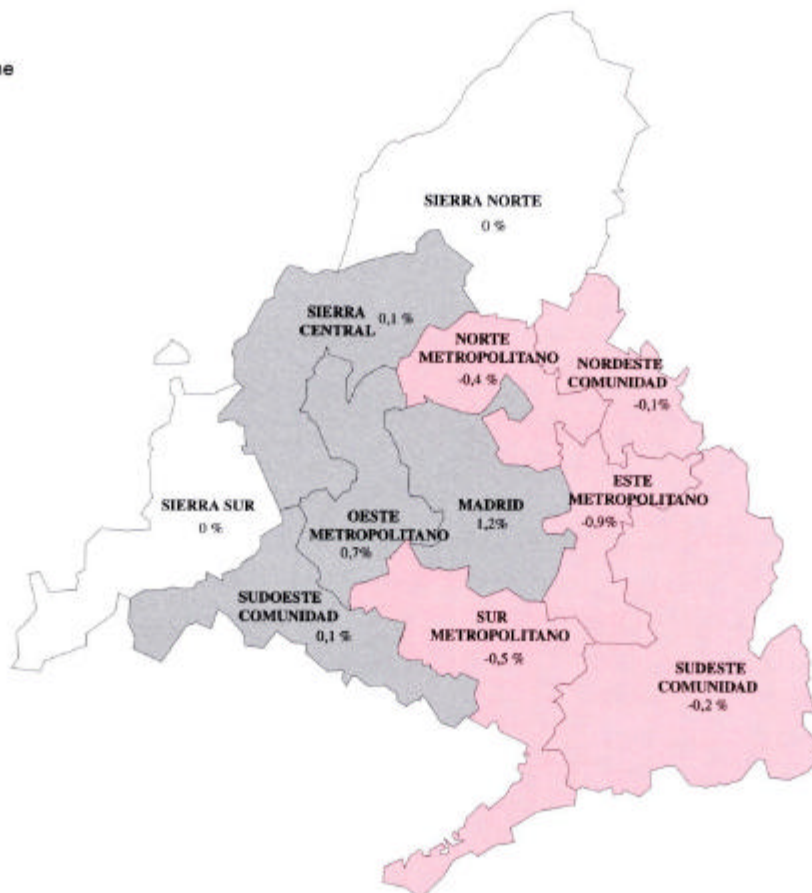 SIERRA NORTE
0 %
SIERRA
CENTRAL
0,1 %
NORTE
METROPOLITANO
-0,4 %
NORDESTE
COMUNIDAD
-0,1%
SIERRA SUR
0 %
OESTE
METROPOLITANO
0,7%
MADRID
1,2%
ESTE
METROPOLITANO
-0,9%
SUDOESTE
COMUNIDAD
0,1 %
SUR
METROPOLITANO
-0,5 %
SUDESTE
COMUNIDAD
-0,2 %